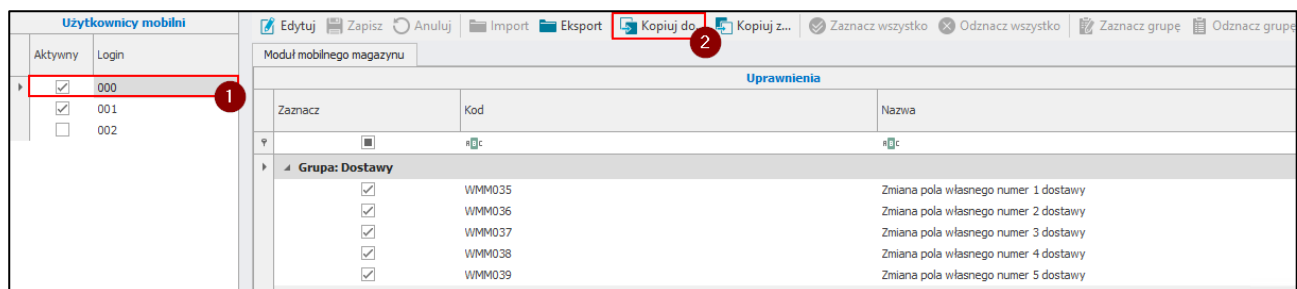 Użytkownicy mobilni
Edytuj Zapisz Anuluj Import Eksport Kopiuj do Kopiuj z... Zaznacz wszystko Odznacz wszystko Zaznacz grupę Odznacz grupę
2
Aktywny Login
Moduł mobilnego magazynu
Uprawnienia
000
1
001
002
Zaznacz Kod Nazwa
Grupa: Dostawy
WMM035 Zmiana pola własnego numer 1 dostawy
WMM036 Zmiana pola własnego numer 2 dostawy
WMM037 Zmiana pola własnego numer 3 dostawy
WMM038 Zmiana pola własnego numer 4 dostawy
WMM039 Zmiana pola własnego numer 5 dostawy